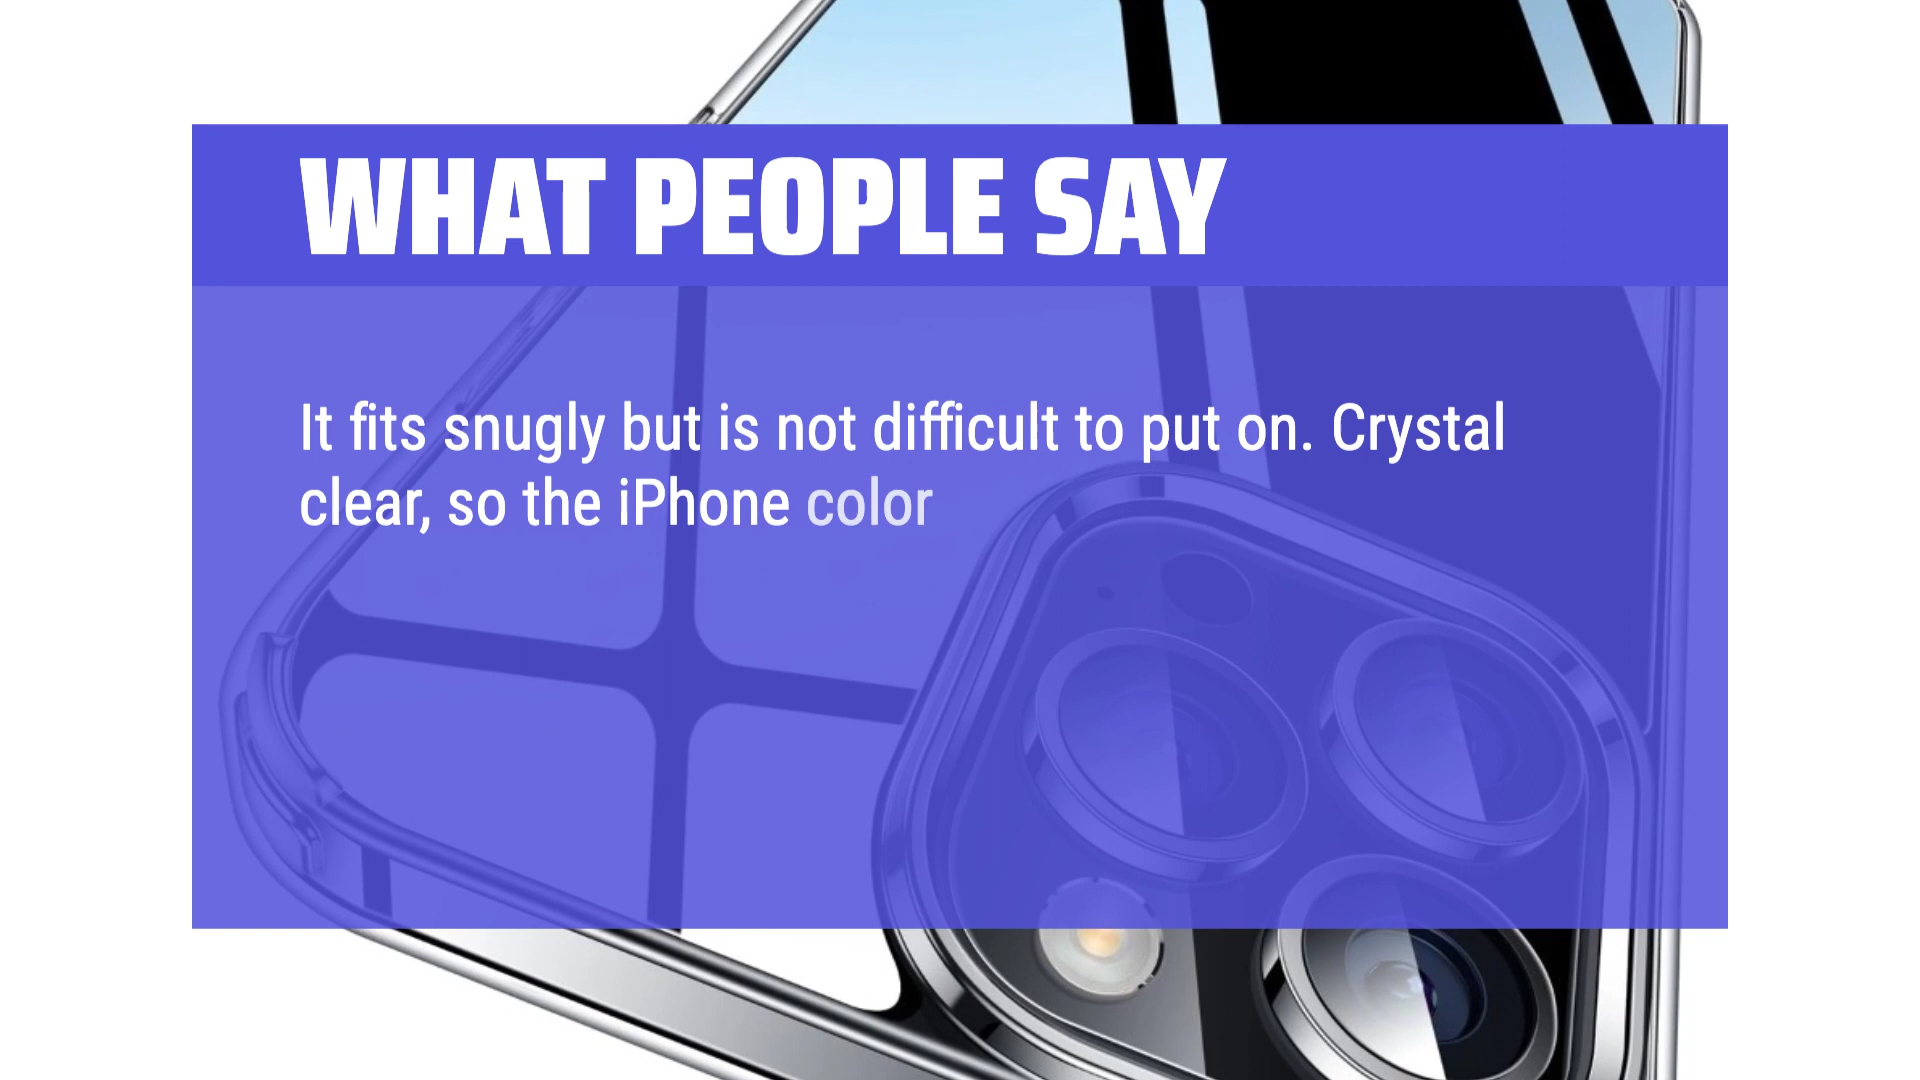 WHAT PEOPLE SAY
It fits snugly but is not difficult to put on. Crystal
clear, so the iPhone color